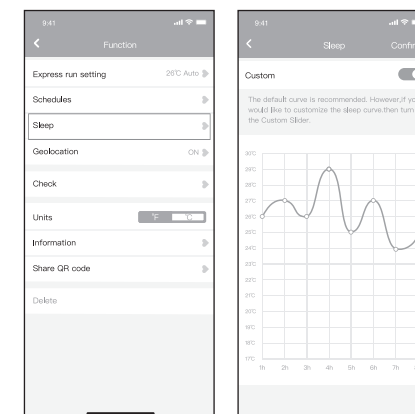 9:41
Function
Express run setting 26°C Auto
Schedules
Sleep
Geolocation ON
Check
Units °F °C
Information
Share QR code
Delete
9:41
Sleep Confir
Custom
The default curve is recommended. However,if yo
would like to customize the sleep curve.then turn
the Custom Slider.
30°C
29°C
28°C
27°C
26°C
25°C
24°C
23°C
22°C
21°C
20°C
19°C
18°C
17°C
1h 2h 3h 4h 5h 6h 7h